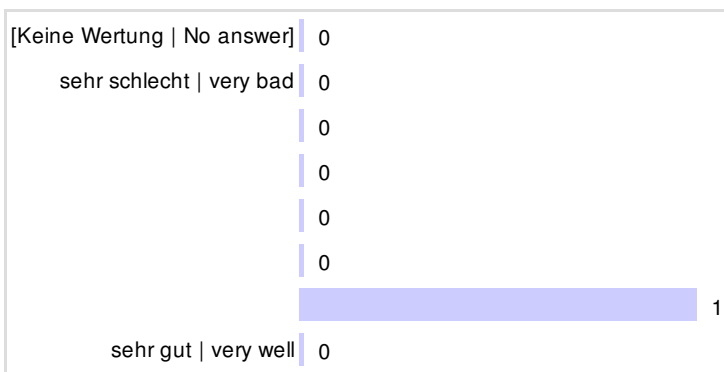 [Keine Wertung | No answer] 0
sehr schlecht | very bad 0
0
0
0
0
1
sehr gut | very well 0